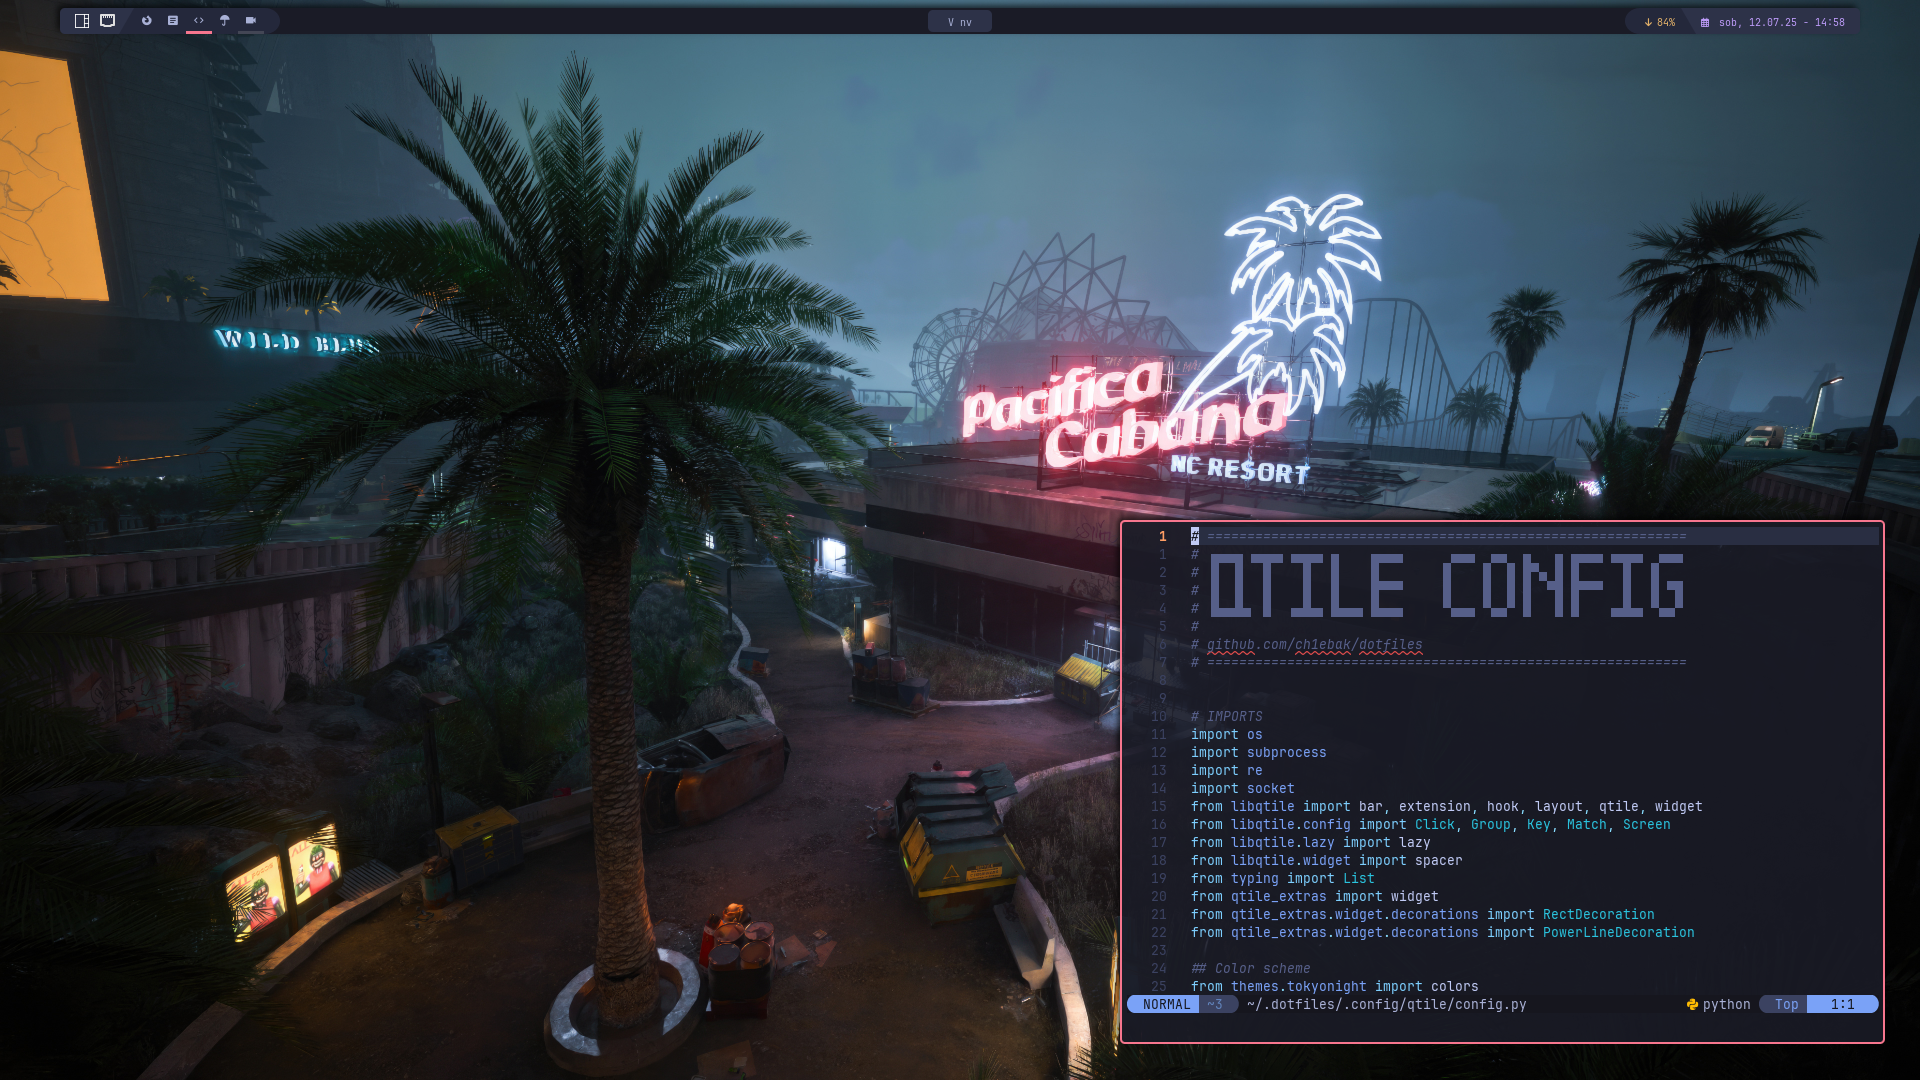 V nv
84%
sob, 12.07.25 - 14:58
WILD
pacifica
Cabana
NC RESORT
1 # ============================================================
1 #
2 # QTILE CONFIG
3 #
4 #
5 #
6 # github.com/ch1ebak/dotfiles
7 # ============================================================
8
9
10 # IMPORTS
11 import os
12 import subprocess
13 import re
14 import socket
15 from libqtile import bar, extension, hook, layout, qtile, widget
16 from libqtile.config import Click, Group, Key, Match, Screen
17 from libqtile.lazy import lazy
18 from libqtile.widget import spacer
19 from typing import List
20 from qtile_extras import widget
21 from qtile_extras.widget.decorations import RectDecoration
22 from qtile_extras.widget.decorations import PowerLineDecoration
23
24 ## Color scheme
25 from themes.tokyonight import colors
NORMAL ~3 ~/.dotfiles/.config/qtile/config.py python Top 1:1